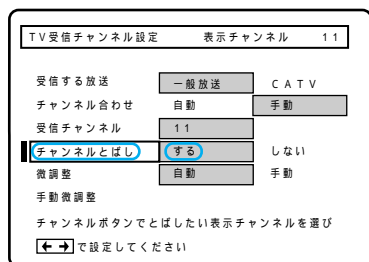 TV受信チャンネル設定 表示チャンネル 11
受信する放送 一般放送 CATV
チャンネル合わせ 自動 手動
受信チャンネル 11
チャンネルとばし する しない
微調整 自動 手動
手動微調整
チャンネルボタンでとばしたい表示チャンネルを選び
←→で設定してください